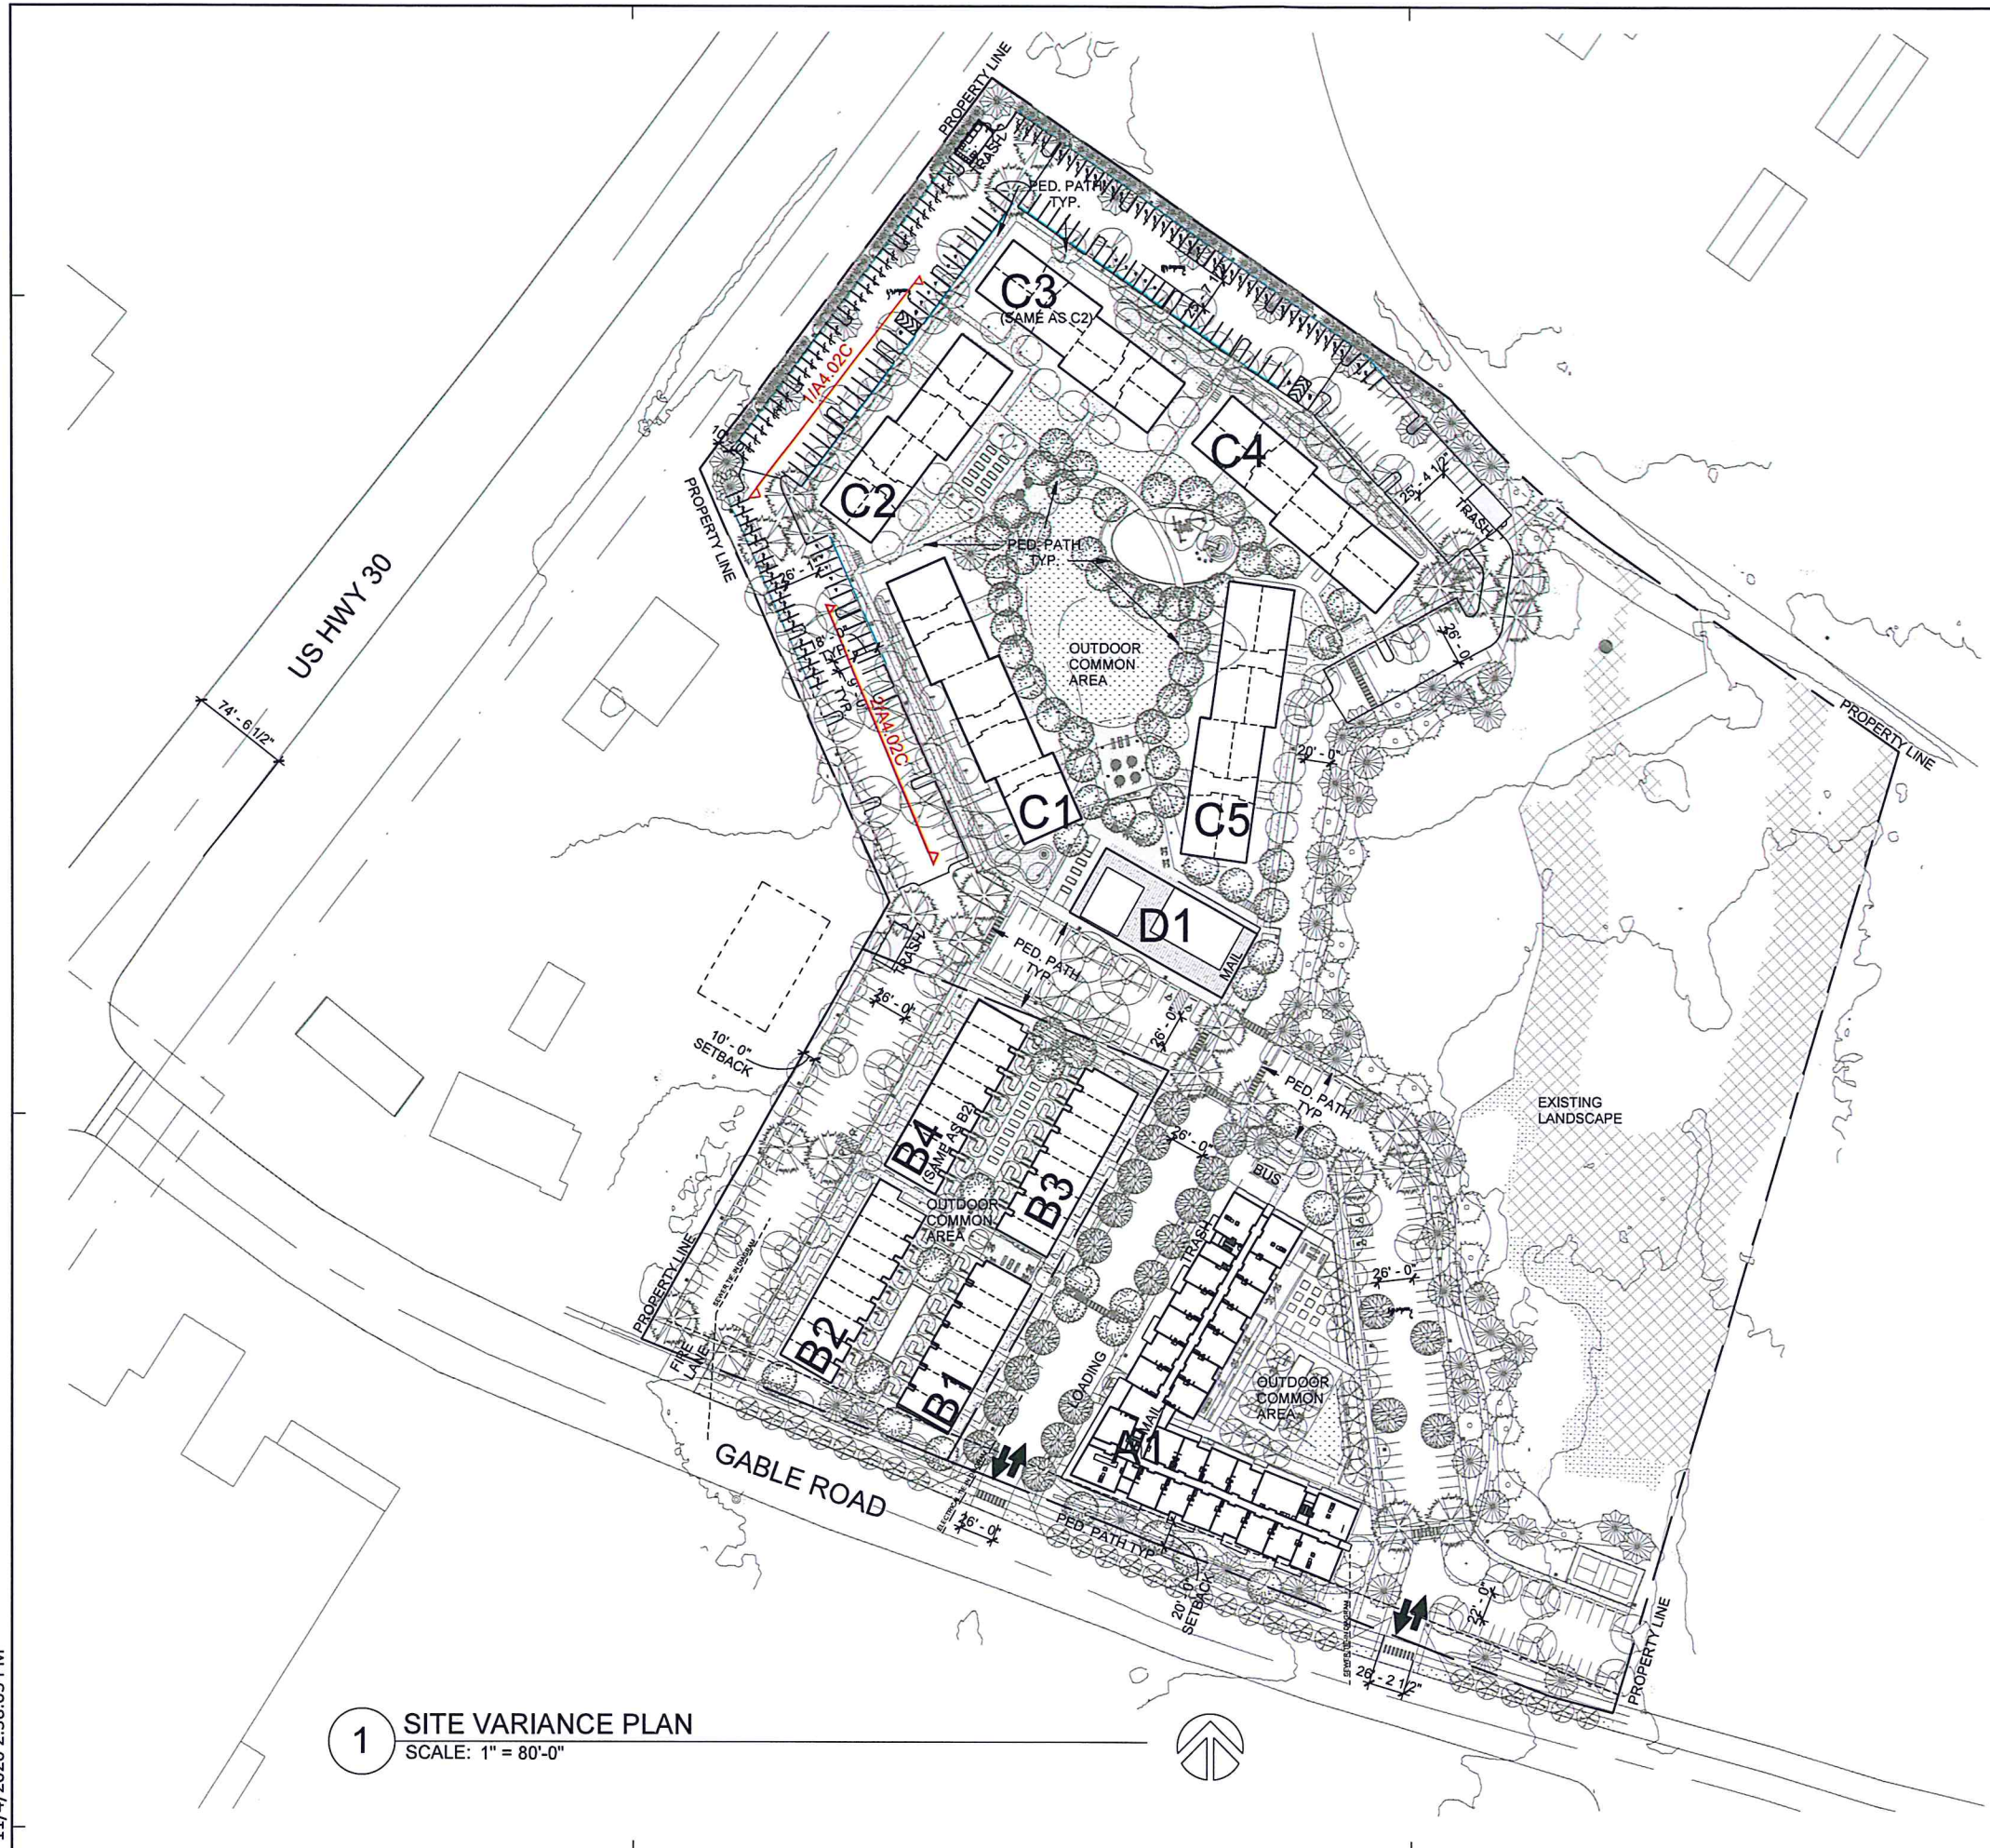 PROPERTY LINE
TRASH
PED. PATH
TYP.
C3
(SAME AS C2)
1/A4.02C
C2
C4
25' - 4 1/2"
TRASH
PROPERTY LINE
PED. PATH
TYP.
US HWY 30
74' - 6 1/2"
18' - 0"
TYP.
9' - 0"
TYP.
2/A4.02C
OUTDOOR
COMMON
AREA
26' - 0"
PROPERTY LINE
20' - 0"
C1
C5
D1
MAIL
TRASH
PED. PATH
TYP.
26' - 0"
26' - 0"
10' - 0"
SETBACK
PED. PATH
TYP.
EXISTING
LANDSCAPE
B4
(SAME AS B2)
26' - 0"
BUS
B3
OUTDOOR
COMMON
AREA
TRASH
26' - 0"
PROPERTY LINE
FIRE
LANE
B2
B1
LOADING
OUTDOOR
COMMON
AREA
MAIL
GABLE ROAD
26' - 0"
PED. PATH TYP.
20' - 0"
SETBACK
22' - 0"
PROPERTY LINE
26' - 2 1/2"
1
SITE VARIANCE PLAN
SCALE: 1" = 80'-0"